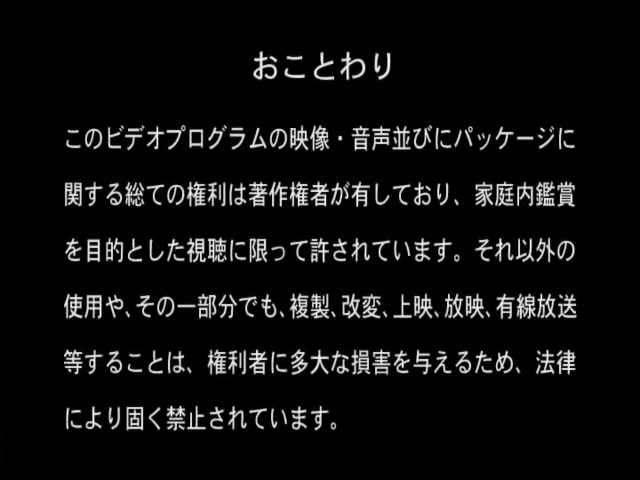 おことわり
このビデオプログラムの映像・音声並びにパッケージに
関する総ての権利は著作権者が有しており、家庭内鑑賞
を目的とした視聴に限って許されています。それ以外の
使用や、その一部分でも、複製、改変、上映、放映、有線放送
等することは、権利者に多大な損害を与えるため、法律
により固く禁止されています。